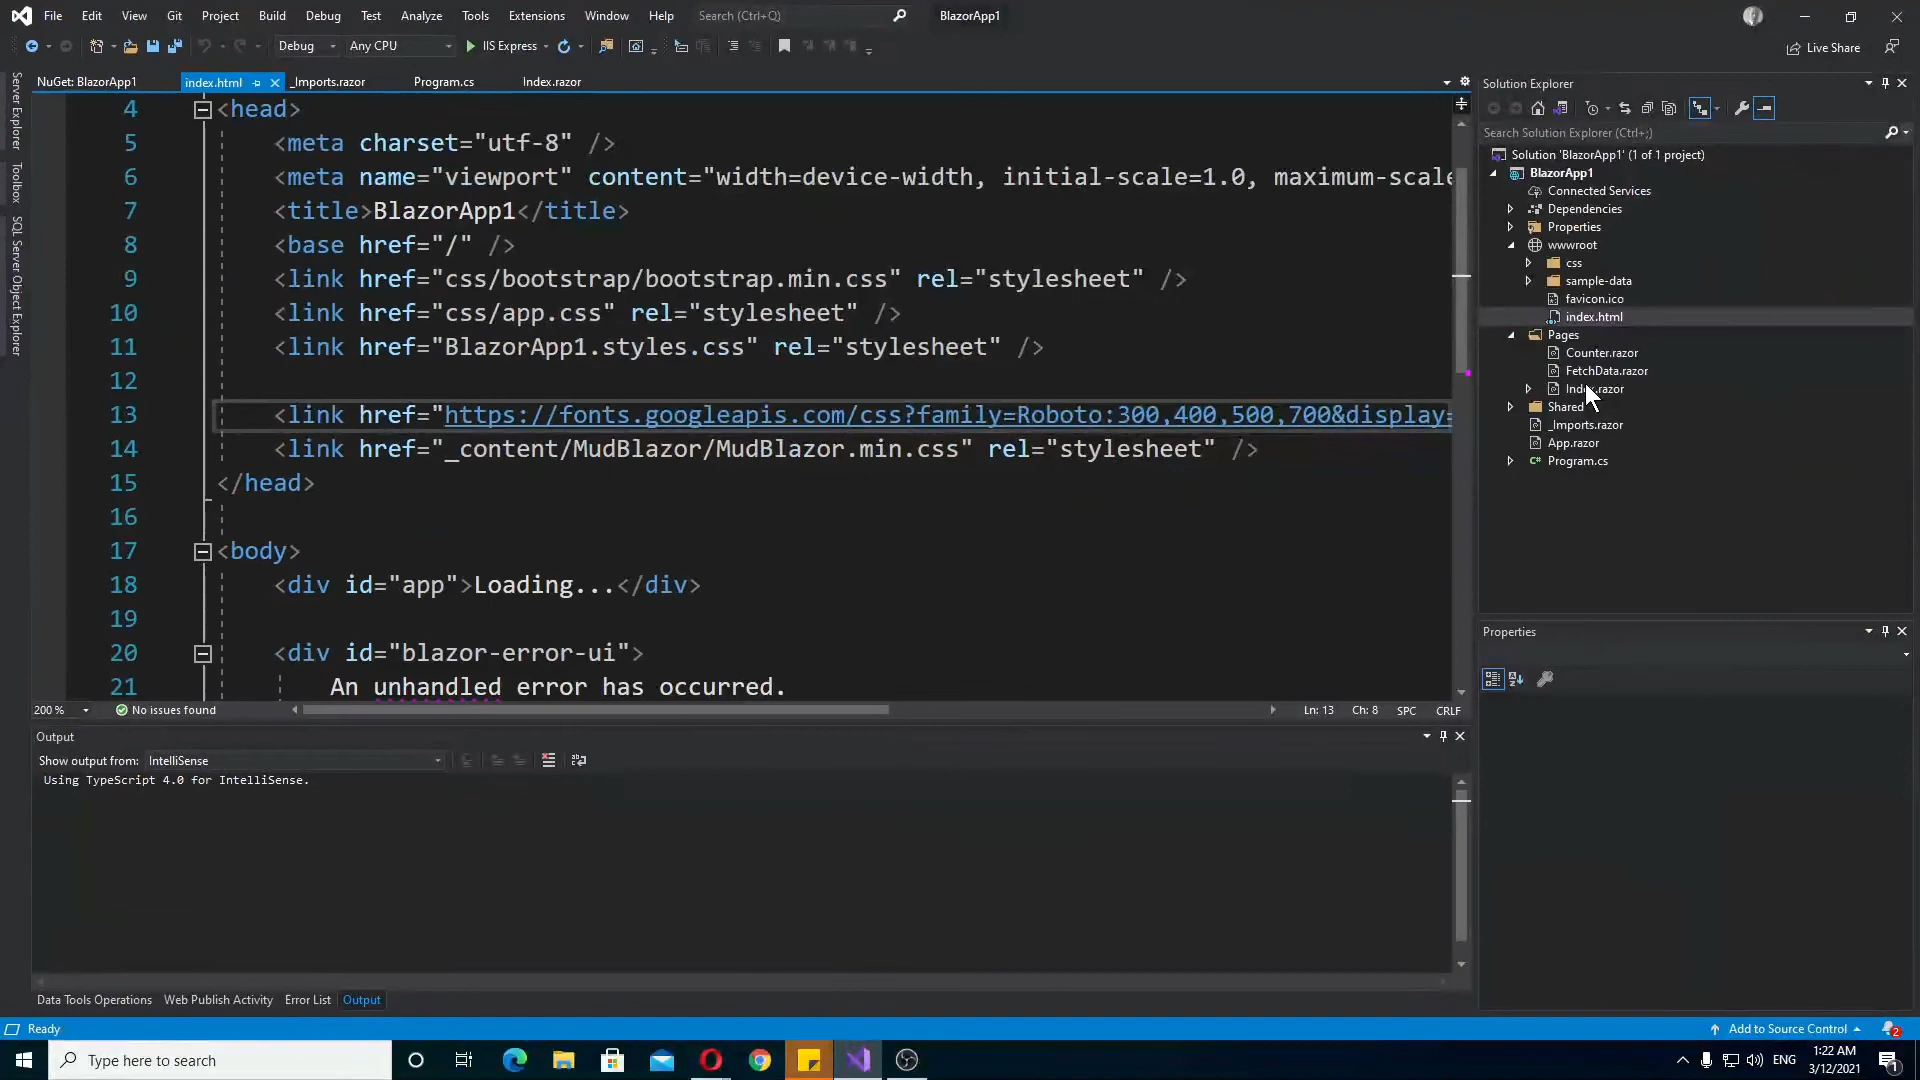 File Edit View Git Project Build Debug Test Analyze Tools Extensions Window Help Search (Ctrl+Q) BlazorApp1
Debug Any CPU IIS Express Live Share
NuGet: BlazorApp1 index.html _Imports.razor Program.cs Index.razor
Server Explorer
Toolbox
SQL Server Object Explorer
4 <head>
5 <meta charset="utf-8" />
6 <meta name="viewport" content="width=device-width, initial-scale=1.0, maximum-scale
7 <title>BlazorApp1</title>
8 <base href="/" />
9 <link href="css/bootstrap/bootstrap.min.css" rel="stylesheet" />
10 <link href="css/app.css" rel="stylesheet" />
11 <link href="BlazorApp1.styles.css" rel="stylesheet" />
12
13 <link href="https://fonts.googleapis.com/css?family=Roboto:300,400,500,700&display=
14 <link href="_content/MudBlazor/MudBlazor.min.css" rel="stylesheet" />
15 </head>
16
17 <body>
18 <div id="app">Loading...</div>
19
20 <div id="blazor-error-ui">
21 An unhandled error has occurred.
200 % No issues found Ln: 13 Ch: 8 SPC CRLF
Output
Show output from: IntelliSense
Using TypeScript 4.0 for IntelliSense.
Data Tools Operations Web Publish Activity Error List Output
Solution Explorer
Search Solution Explorer (Ctrl+;)
Solution 'BlazorApp1' (1 of 1 project)
BlazorApp1
Connected Services
Dependencies
Properties
wwwroot
css
sample-data
favicon.ico
index.html
Pages
Counter.razor
FetchData.razor
Index.razor
Shared
_Imports.razor
App.razor
Program.cs
Properties
Ready Add to Source Control 2
Type here to search ENG 1:22 AM
3/12/2021 1